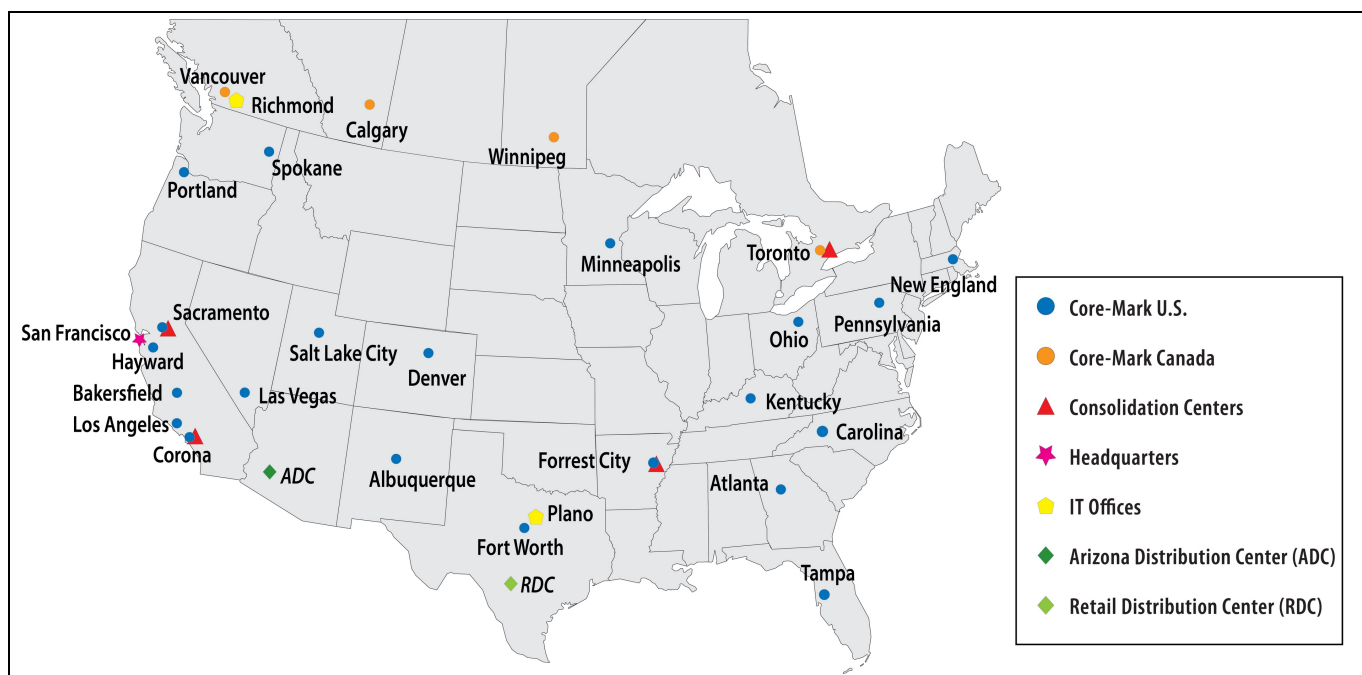 Vancouver
Richmond
Calgary
Winnipeg
Spokane
Portland
Minneapolis
Toronto
New England
Pennsylvania
Ohio
Sacramento
San Francisco
Hayward
Salt Lake City
Denver
Bakersfield
Las Vegas
Los Angeles
Corona
Kentucky
Carolina
ADC
Albuquerque
Forrest City
Atlanta
Plano
Fort Worth
RDC
Tampa
Core-Mark U.S.
Core-Mark Canada
Consolidation Centers
Headquarters
IT Offices
Arizona Distribution Center (ADC)
Retail Distribution Center (RDC)